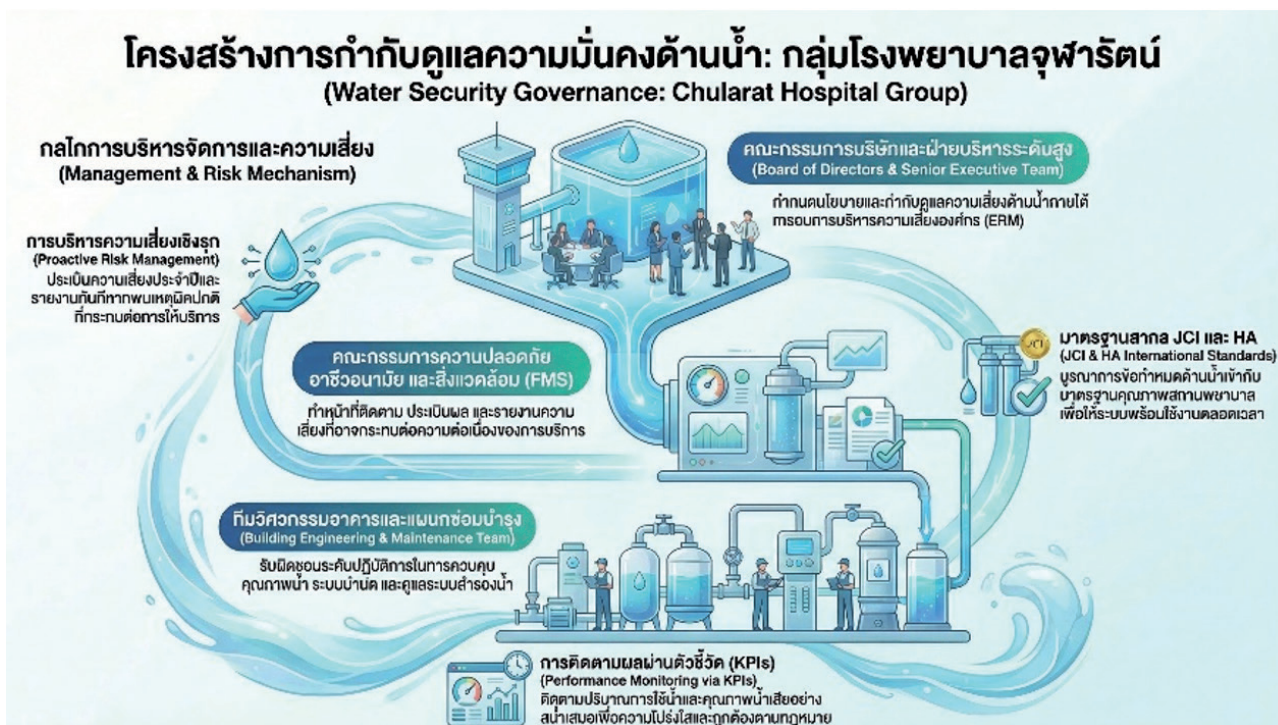 โครงสร้างการกำกับดูแลความมั่นคงด้านน้ำ: กลุ่มโรงพยาบาลจุฬารัตน์
(Water Security Governance: Chularat Hospital Group)
กลไกการบริหารจัดการและความเสี่ยง
(Management & Risk Mechanism)
คณะกรรมการบริษัทและฝ่ายบริหารระดับสูง
(Board of Directors & Senior Executive Team)
กำกนดนโยบายและกำกับดูแลความเสี่ยงด้ามน้ำกายไต้
การอบการบริหารความเสี่ยงองค์กร (ERM)
การบริหารความเสี่ยงเชิงรุก
(Proactive Risk Management)
ประเมินความเสี่ยงประจำปีและ
รายงานทันทีหากพบเหตุผิดปกติ
ที่กระทบต่อการให้บริการ
คณะกรรมการความปลอดภัย
อาชีวอนามัย และสิ่งแวดล้อม (FMS)
ทำหน้าที่ติดตาม ประเมินผล และรายงานความ
เสี่ยงที่อาจกระทบต่อความต่อเนื่องของการบริการ
JCI
มาตรฐานสากล JCI และ HA
(JCI & HA International Standards)
บูรณาการข้อกำหนดด้านน้ำเข้ากับ
มาตรฐานคุณภาพสถานพยาบาล
เพื่อให้ระบบพร้อมใช้งานตลอดเวลา
ทีมวิศวกรรมอาคารและแผนกซ่อมบำรุง
(Building Engineering & Maintenance Team)
รับผิดชอบระดับปฏิบัติการในการควบคุม
คุณภาพน้ำ ระบบบำบัด และดูแลระบบสำรองน้ำ
การติดตามผลผ่านตัวชี้วัด (KPIs)
(Performance Monitoring via KPIs)
ติดตามปริมาณการใช้น้ำและคุณภาพน้ำเสียอย่าง
สม่ำเสมอเพื่อความโปร่งใสและถูกต้องตามกฎหมาย